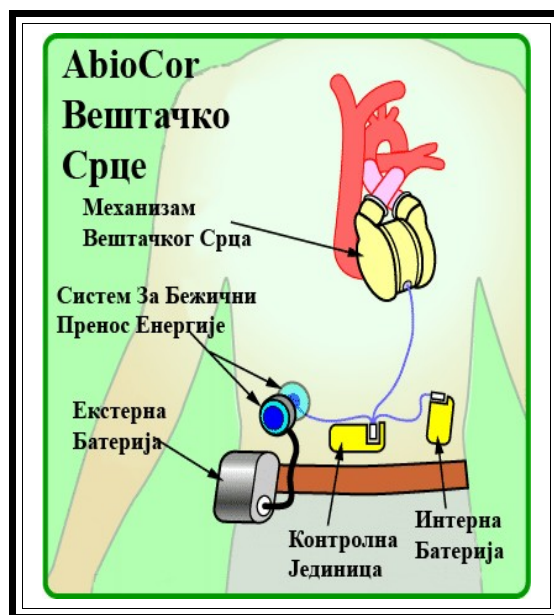 AbioCor
Вештачко
Срце
Механизам
Вештачког Срца
Систем За Бежични
Пренос Енергије
Екстерна
Батерија
Контролна
Јединица
Интерна
Батерија